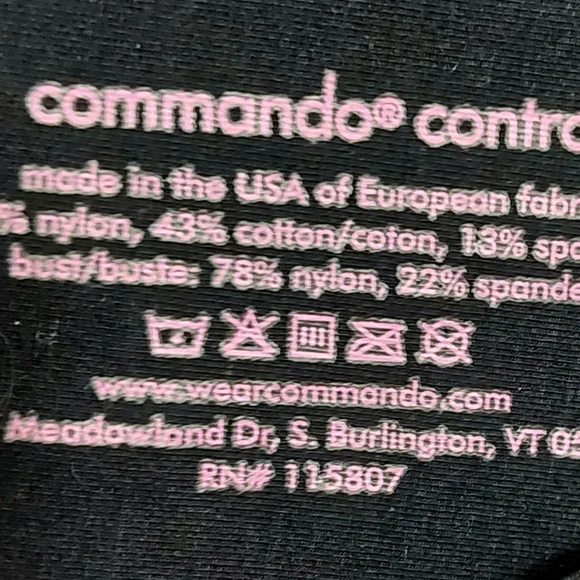 commando® contro
made in the USA of European fabr
% nylon, 43% cotton/coton, 13% spa
bust/buste: 78% nylon, 22% spande
www.wearcommando.com
Meadowland Dr, S. Burlington, VT 05
RN# 115807